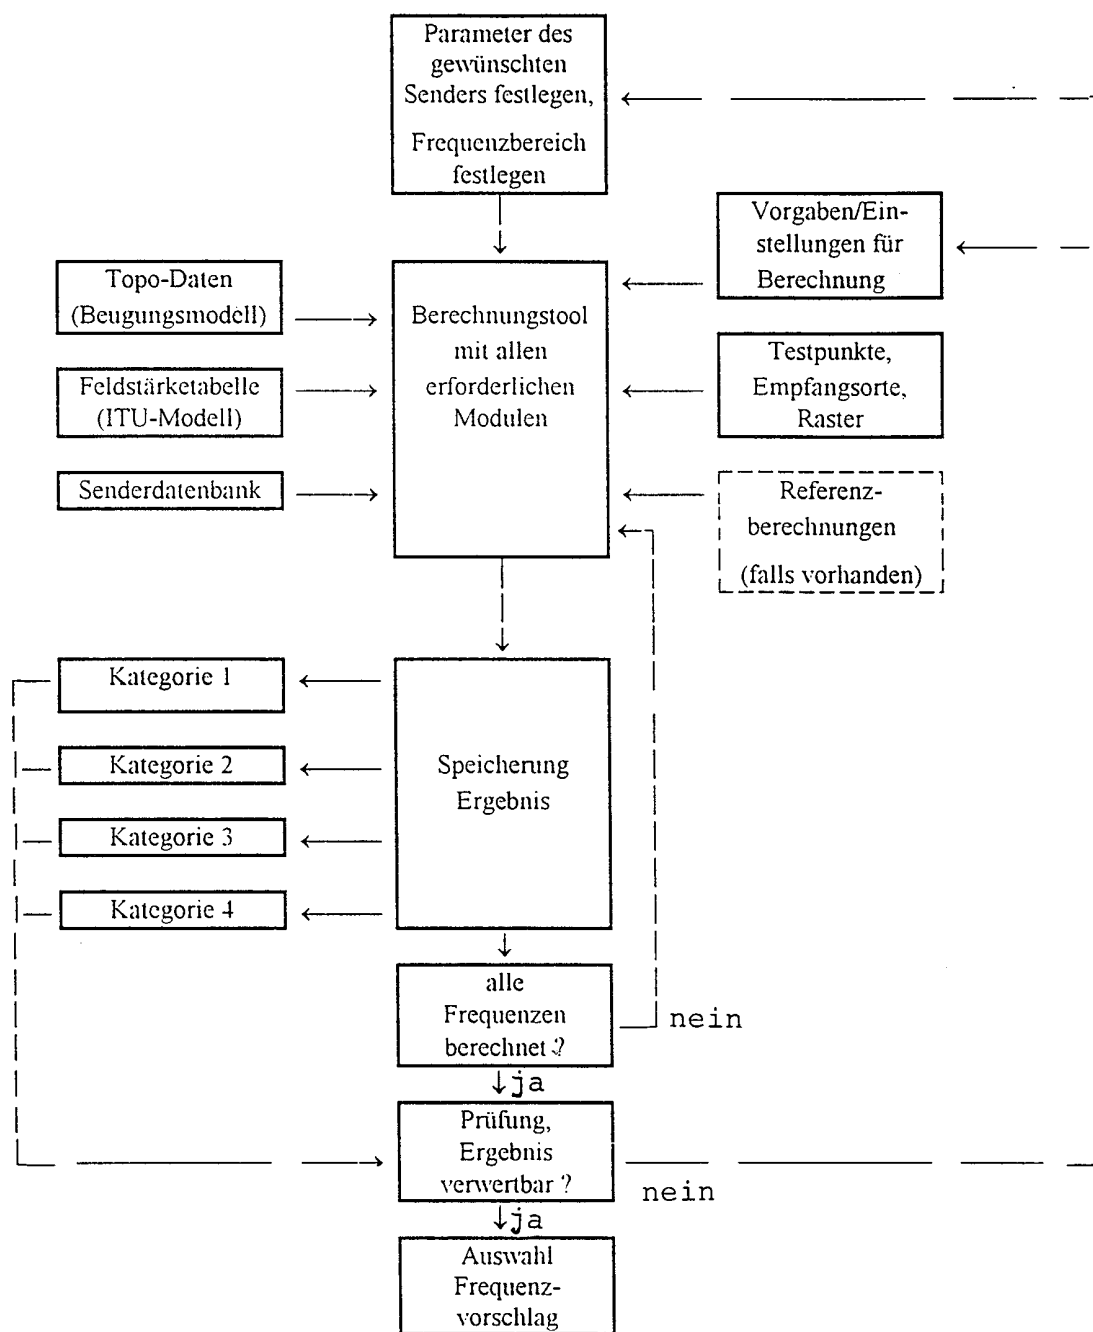 Parameter des
gewünschten
Senders festlegen,
Frequenzbereich
festlegen
Vorgaben/Ein-
stellungen für
Berechnung
Topo-Daten
(Beugungsmodell)
Berechnungstool
mit allen
erforderlichen
Modulen
Feldstärketabelle
(ITU-Modell)
Testpunkte,
Empfangsorte,
Raster
Senderdatenbank
Referenz-
berechnungen
(falls vorhanden)
Kategorie 1
Kategorie 2
Kategorie 3
Kategorie 4
Speicherung
Ergebnis
alle
Frequenzen
berechnet ?
nein
ja
Prüfung,
Ergebnis
verwertbar ?
nein
ja
Auswahl
Frequenz-
vorschlag